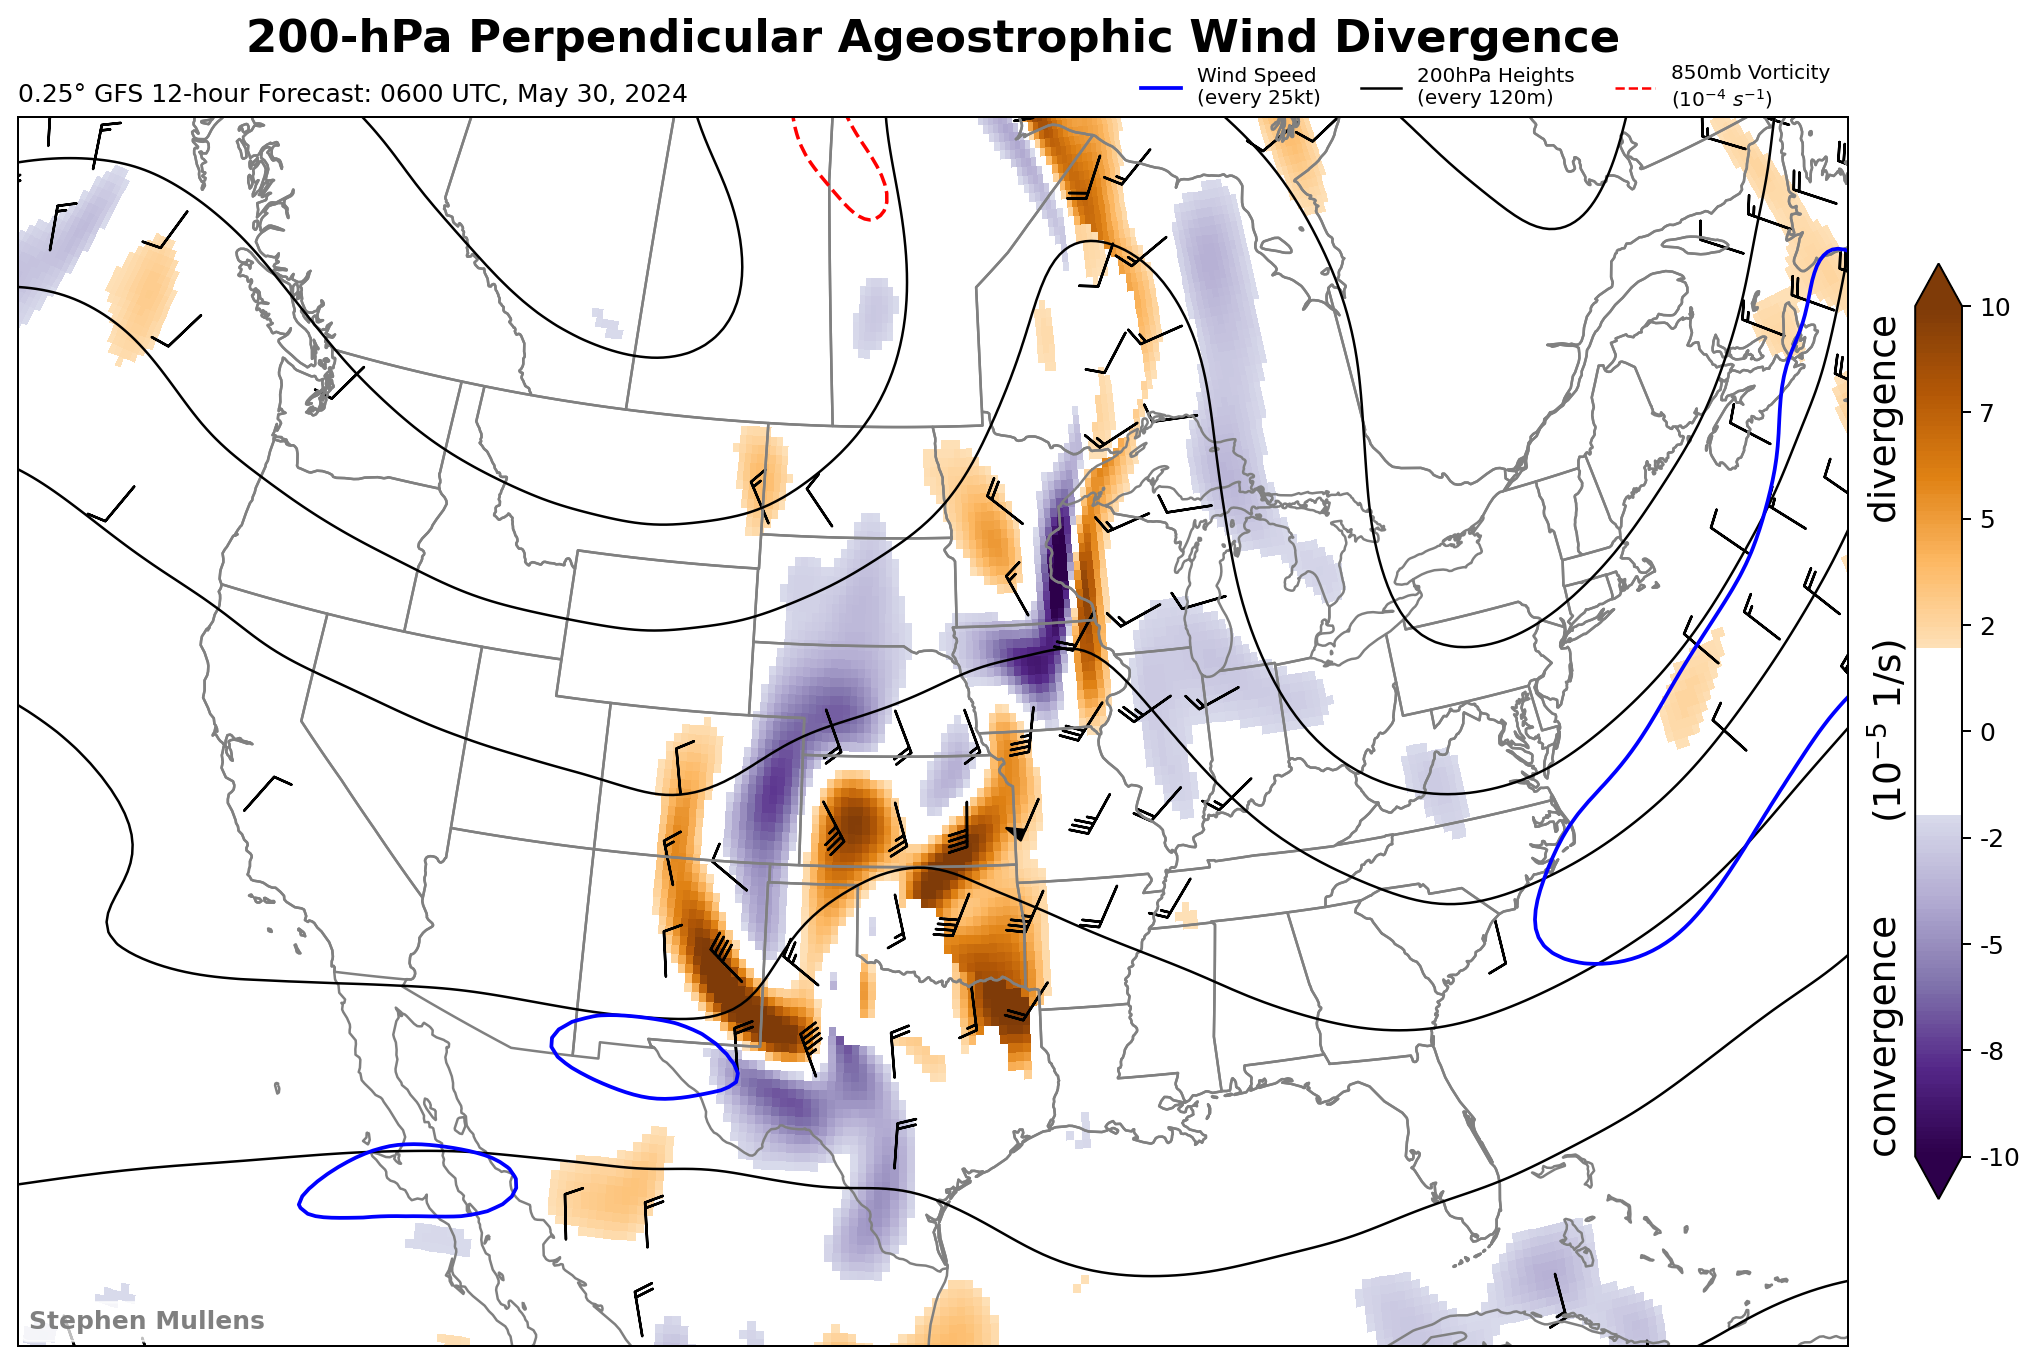 200-hPa Perpendicular Ageostrophic Wind Divergence
0.25° GFS 12-hour Forecast: 0600 UTC, May 30, 2024
Wind Speed
(every 25kt)
200hPa Heights
(every 120m)
850mb Vorticity
(10⁻⁴ s⁻¹)
10
7
5
2
0
-2
-5
-8
-10
convergence (10⁻⁵ 1/s) divergence
Stephen Mullens